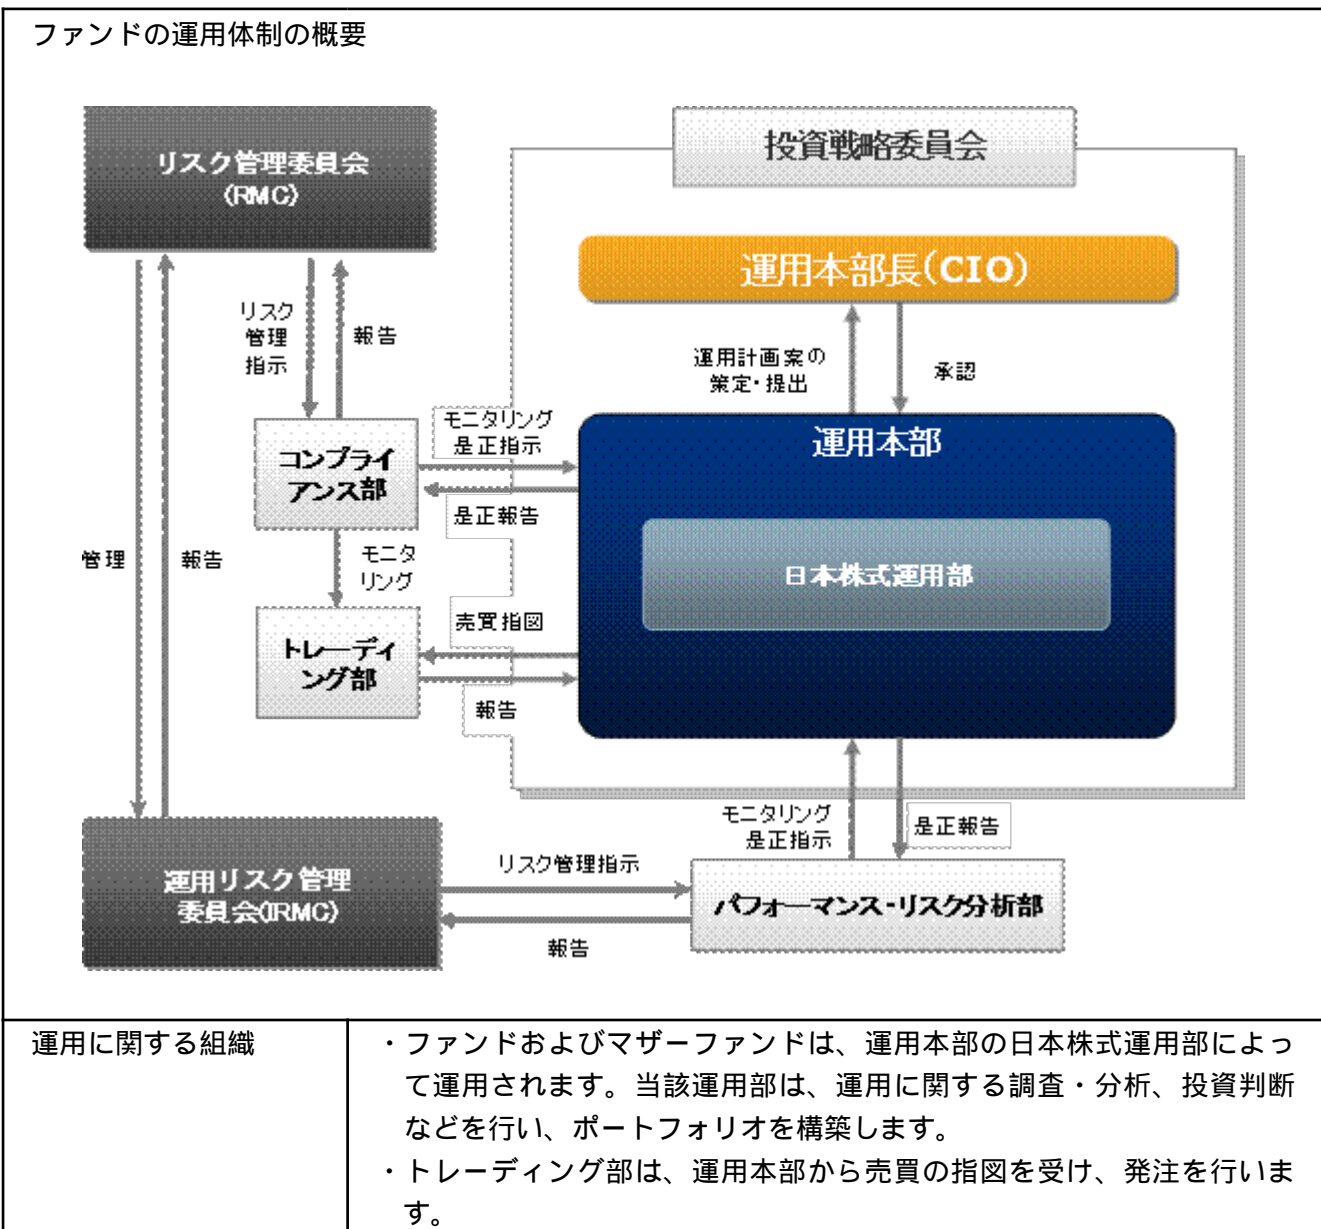 ファンドの運用体制の概要
リスク管理委員会
(RMC)
投資戦略委員会
運用本部長(CIO)
リスク
管理
指示
報告
運用計画案の
策定・提出
承認
モニタリング
是正指示
運用本部
コンプライ
アンス部
是正報告
管理
報告
モニタ
リング
日本株式運用部
売買指図
トレーディ
ング部
報告
モニタリング
是正指示
是正報告
運用リスク管理
委員会(IRMC)
リスク管理指示
パフォーマンス・リスク分析部
報告
運用に関する組織
・ファンドおよびマザーファンドは、運用本部の日本株式運用部によっ
て運用されます。当該運用部は、運用に関する調査・分析、投資判断
などを行い、ポートフォリオを構築します。
・トレーディング部は、運用本部から売買の指図を受け、発注を行いま
す。